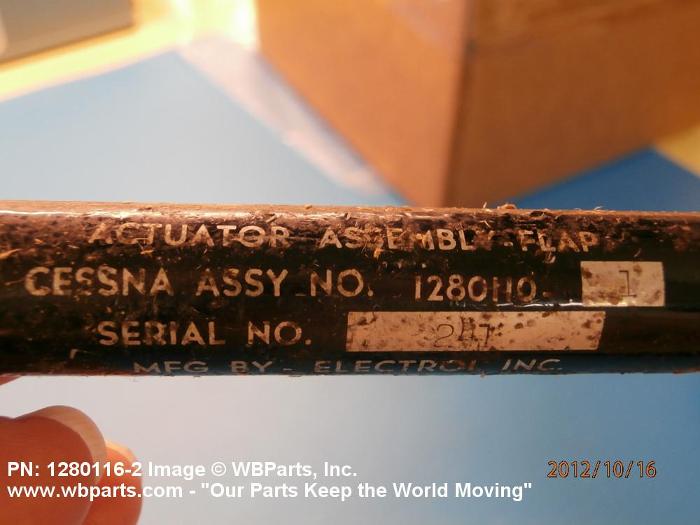 ACTUATOR ASSEMBLY-FLAP
CESSNA ASSY NO. 1280110- 1
SERIAL NO.
MFG BY - ELECTROL INC.
PN: 1280116-2 Image © WBParts, Inc. 2012/10/16
www.wbparts.com - "Our Parts Keep the World Moving"